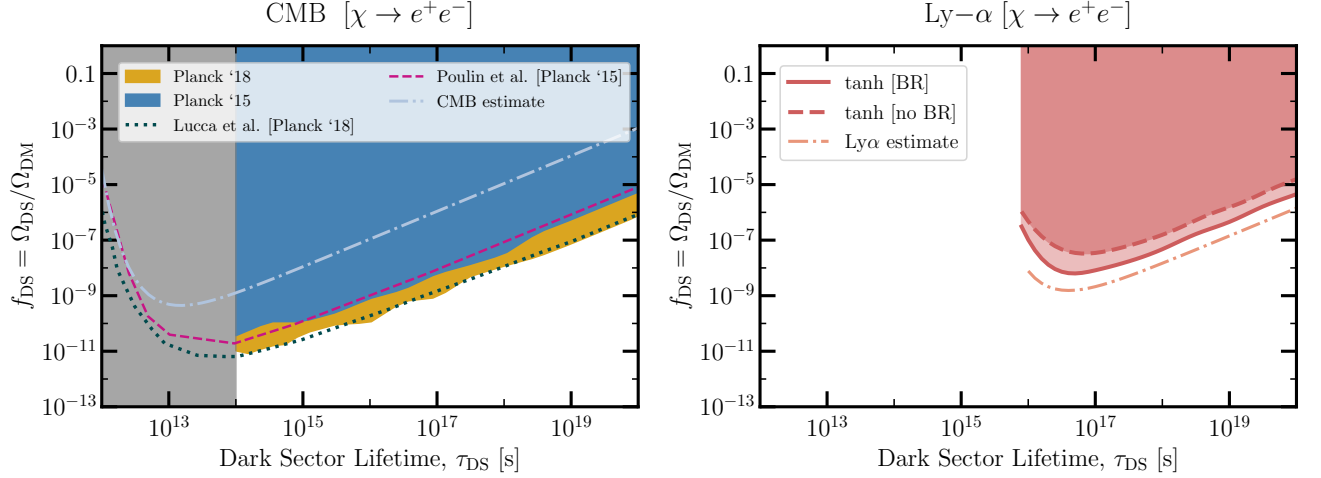 CMB [χ → e⁺e⁻]
0.1
10⁻³
10⁻⁵
10⁻⁷
10⁻⁹
10⁻¹¹
10⁻¹³
f_DS = Ω_DS/Ω_DM
Planck ‘18
Planck ‘15
Lucca et al. [Planck ‘18]
Poulin et al. [Planck ‘15]
CMB estimate
10¹³
10¹⁵
10¹⁷
10¹⁹
Dark Sector Lifetime, τ_DS [s]
Ly−α [χ → e⁺e⁻]
0.1
10⁻³
10⁻⁵
10⁻⁷
10⁻⁹
10⁻¹¹
10⁻¹³
f_DS = Ω_DS/Ω_DM
tanh [BR]
tanh [no BR]
Lyα estimate
10¹³
10¹⁵
10¹⁷
10¹⁹
Dark Sector Lifetime, τ_DS [s]